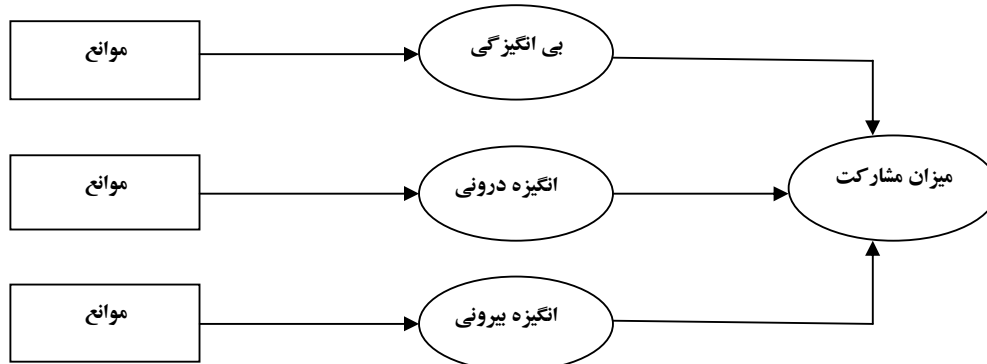 موانع
بی انگیزگی
موانع
انگیزه درونی
میزان مشارکت
موانع
انگیزه بیرونی